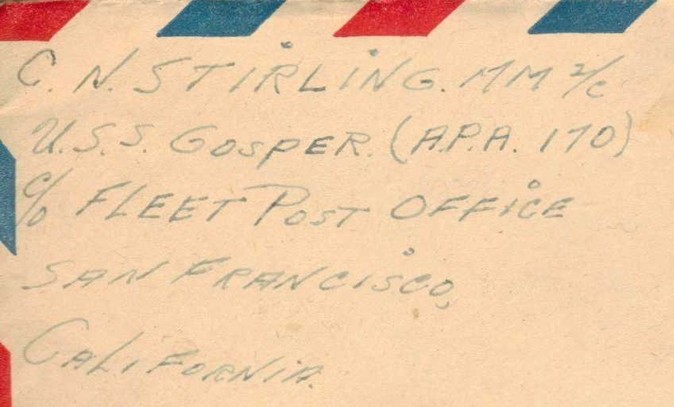 C. N. STIRLING. MM 2/c
U.S.S. GOSPER. (A.P.A. 170)
c/o FLEET POST OFFICE
SAN FRANCISCO,
CALIFORNIA.